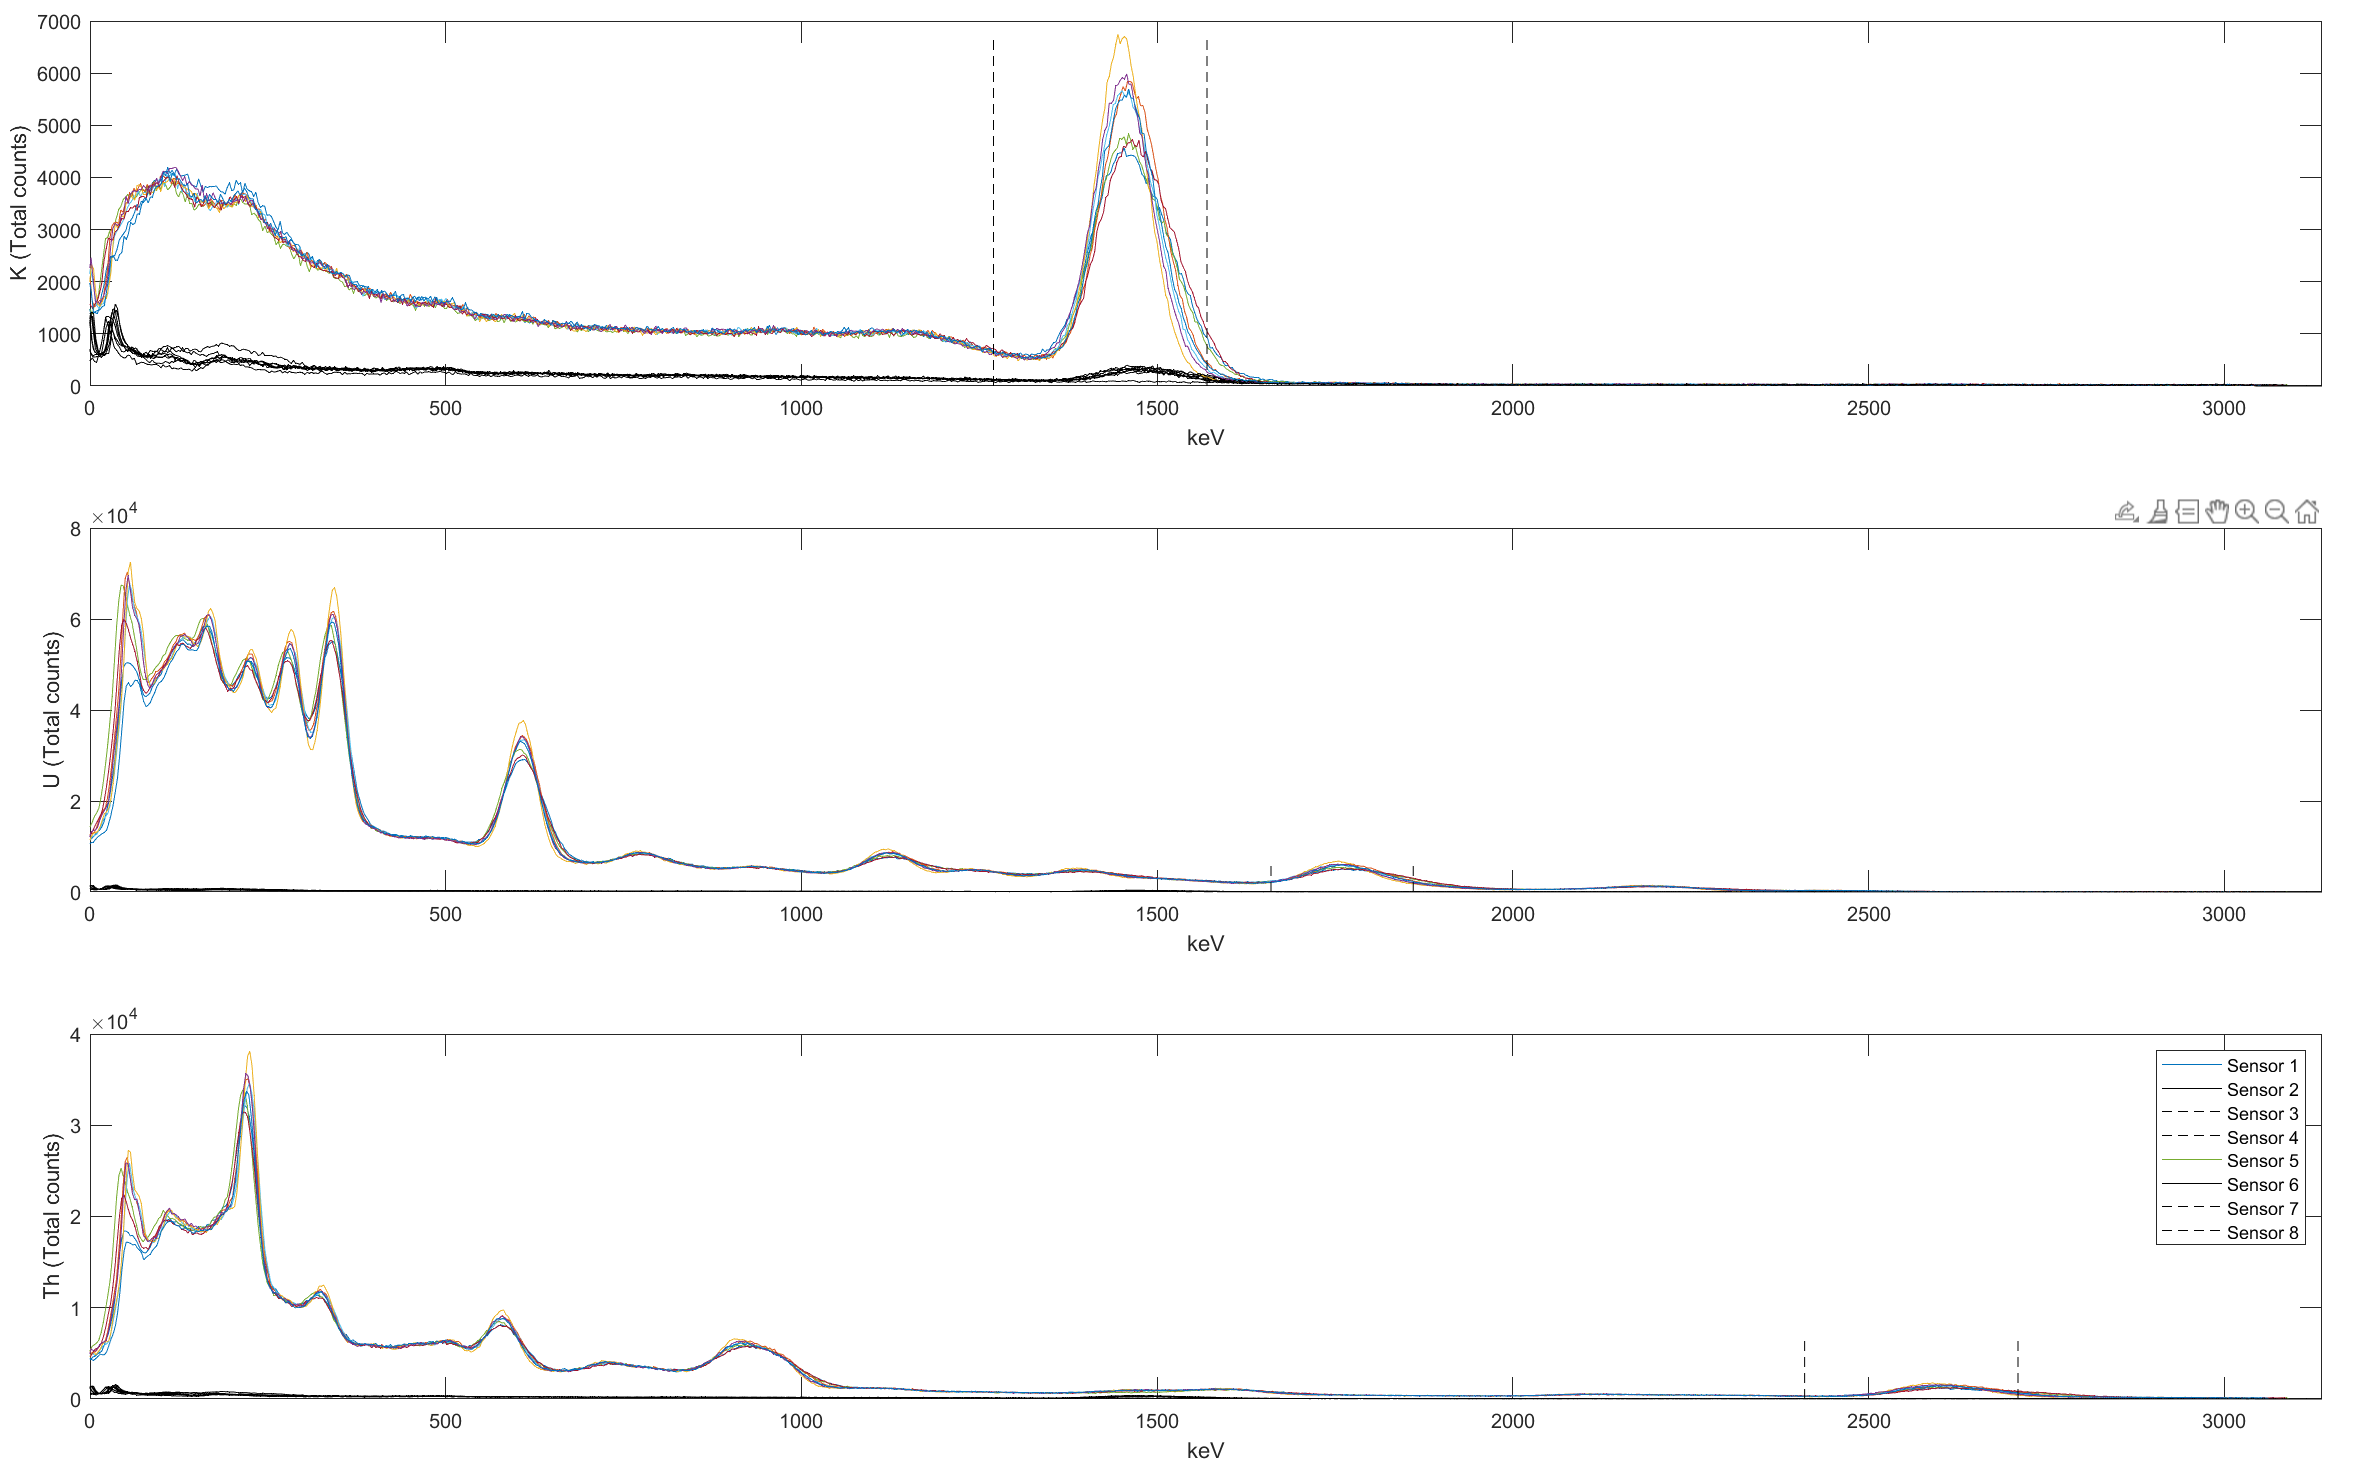 7000
6000
5000
4000
3000
2000
1000
0
K (Total counts)
0 500 1000 1500 2000 2500 3000
keV
×10^4
8
6
4
2
0
U (Total counts)
0 500 1000 1500 2000 2500 3000
keV
×10^4
4
3
2
1
0
Th (Total counts)
Sensor 1
Sensor 2
Sensor 3
Sensor 4
Sensor 5
Sensor 6
Sensor 7
Sensor 8
0 500 1000 1500 2000 2500 3000
keV